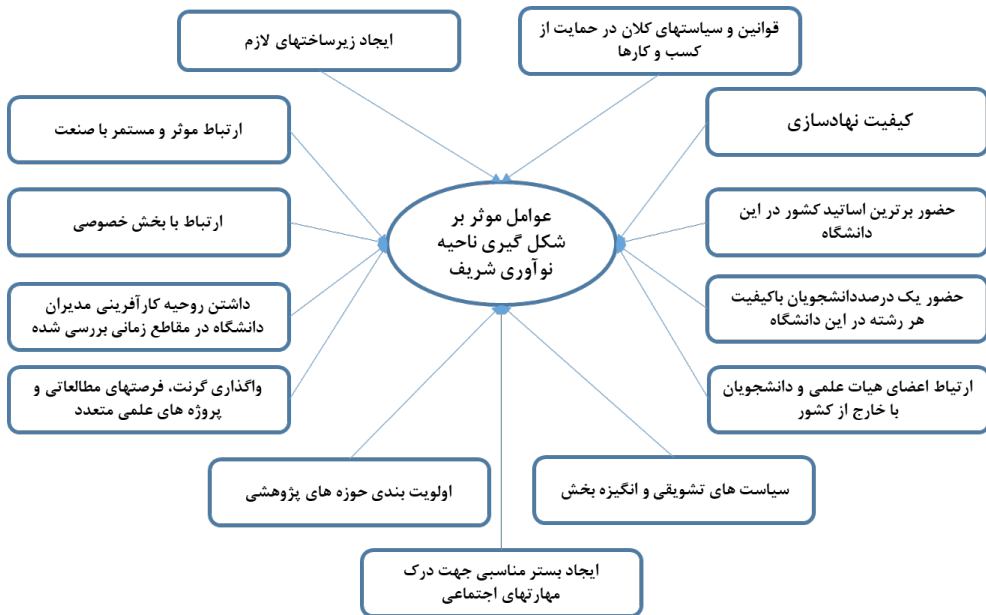 قوانین و سیاستهای کلان در حمایت از
کسب و کارها
ایجاد زیرساختهای لازم
کیفیت نهادسازی
ارتباط موثر و مستمر با صنعت
عوامل موثر بر
شکل گیری ناحیه
نوآوری شریف
حضور برترین اساتید کشور در این
دانشگاه
ارتباط با بخش خصوصی
حضور یک درصددانشجویان باکیفیت
هر رشته در این دانشگاه
داشتن روحیه کارآفرینی مدیران
دانشگاه در مقاطع زمانی بررسی شده
ارتباط اعضای هیات علمی و دانشجویان
با خارج از کشور
واگذاری گرنت، فرصتهای مطالعاتی و
پروژه های علمی متعدد
سیاست های تشویقی و انگیزه بخش
اولویت بندی حوزه های پژوهشی
ایجاد بستر مناسبی جهت درک
مهارتهای اجتماعی